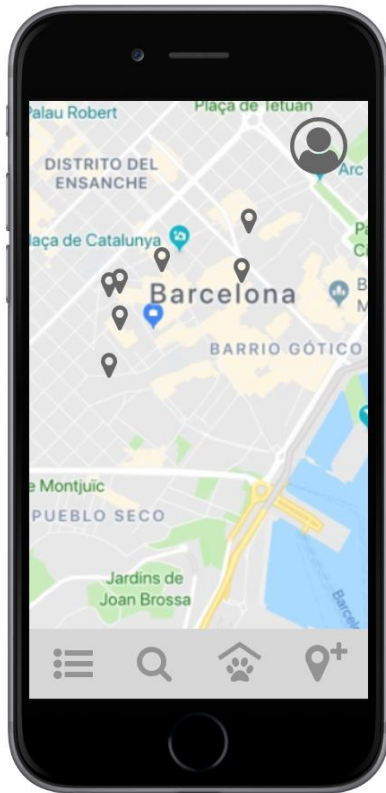 Palau Robert
Plaça de Tetuan
DISTRITO DEL
ENSANCHE
Arc
laça de Catalunya
Barcelona
BARRIO GÓTICO
e Montjuïc
PUEBLO SECO
Jardins de
Joan Brossa
Barcelo